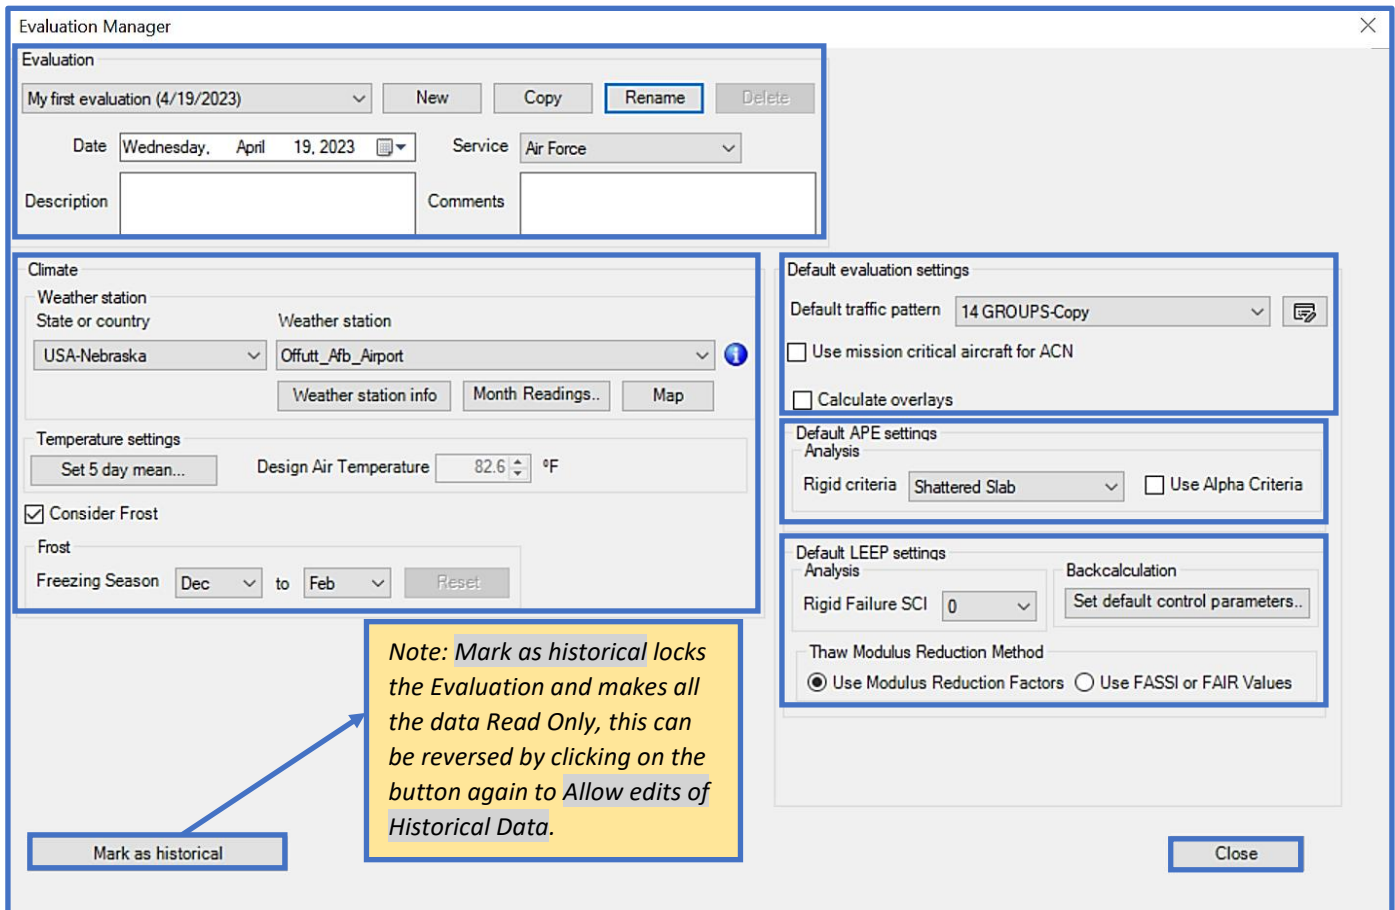 Evaluation Manager
Evaluation
My first evaluation (4/19/2023)
New
Copy
Rename
Delete
Date
Wednesday, April 19, 2023
Service
Air Force
Description
Comments
Climate
Weather station
State or country
Weather station
USA-Nebraska
Offutt_Afb_Airport
Weather station info
Month Readings..
Map
Temperature settings
Set 5 day mean...
Design Air Temperature
82.6
ºF
Consider Frost
Frost
Freezing Season
Dec
to
Feb
Reset
Default evaluation settings
Default traffic pattern
14 GROUPS-Copy
Use mission critical aircraft for ACN
Calculate overlays
Default APE settings
Analysis
Rigid criteria
Shattered Slab
Use Alpha Criteria
Default LEEP settings
Analysis
Rigid Failure SCI
0
Backcalculation
Set default control parameters..
Thaw Modulus Reduction Method
Use Modulus Reduction Factors
Use FASSI or FAIR Values
Note: Mark as historical locks
the Evaluation and makes all
the data Read Only, this can
be reversed by clicking on the
button again to Allow edits of
Historical Data.
Mark as historical
Close